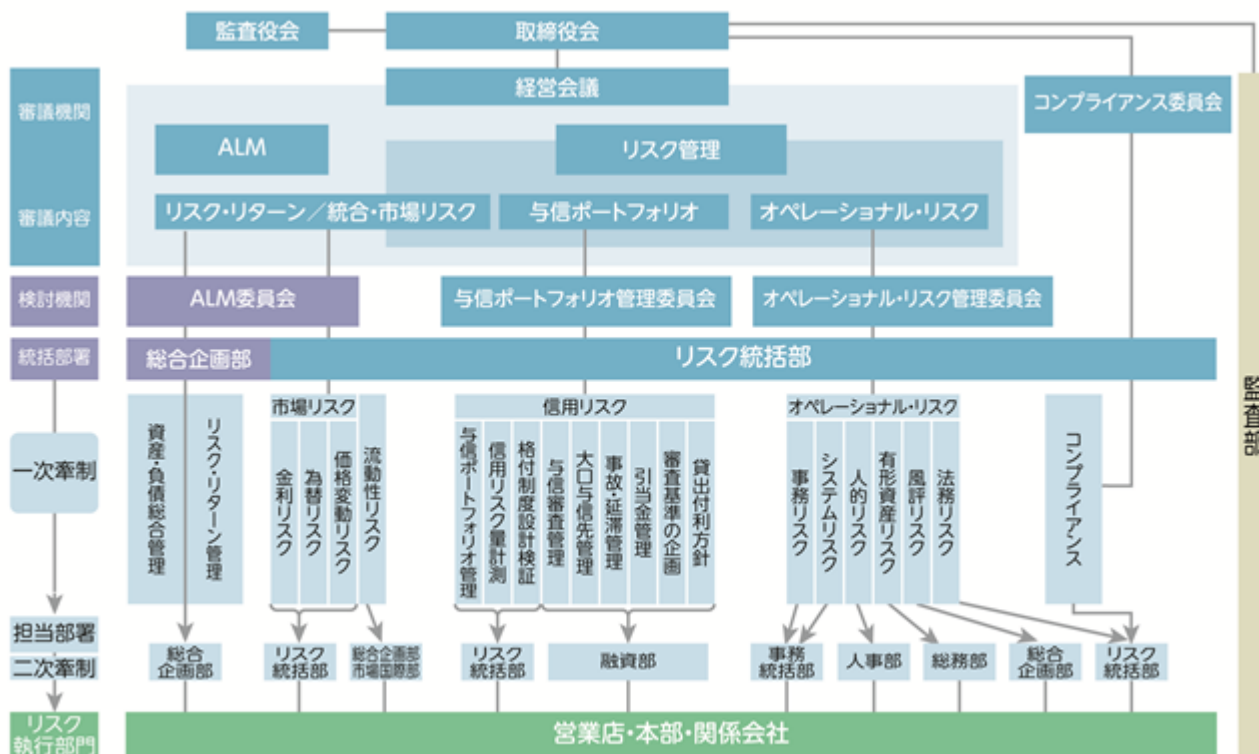 監査役会
取締役会
経営会議
審議機関
コンプライアンス委員会
ALM
リスク管理
審議内容
リスク・リターン／統合・市場リスク
与信ポートフォリオ
オペレーショナル・リスク
検討機関
ALM委員会
与信ポートフォリオ管理委員会
オペレーショナル・リスク管理委員会
統括部署
総合企画部
リスク統括部
監査部
一次牽制
資産・負債総合管理
リスク・リターン管理
市場リスク
金利リスク
為替リスク
価格変動リスク
流動性リスク
信用リスク
与信ポートフォリオ管理
信用リスク量計測
格付制度設計検証
与信審査管理
大口与信先管理
事故・延滞管理
引当金管理
審査基準の企画
貸出付利方針
オペレーショナル・リスク
事務リスク
システムリスク
人的リスク
有形資産リスク
風評リスク
法務リスク
コンプライアンス
担当部署
二次牽制
総合
企画部
リスク
統括部
総合企画部
市場国際部
リスク
統括部
融資部
事務
統括部
人事部
総務部
総合
企画部
リスク
統括部
リスク
執行部門
営業店・本部・関係会社